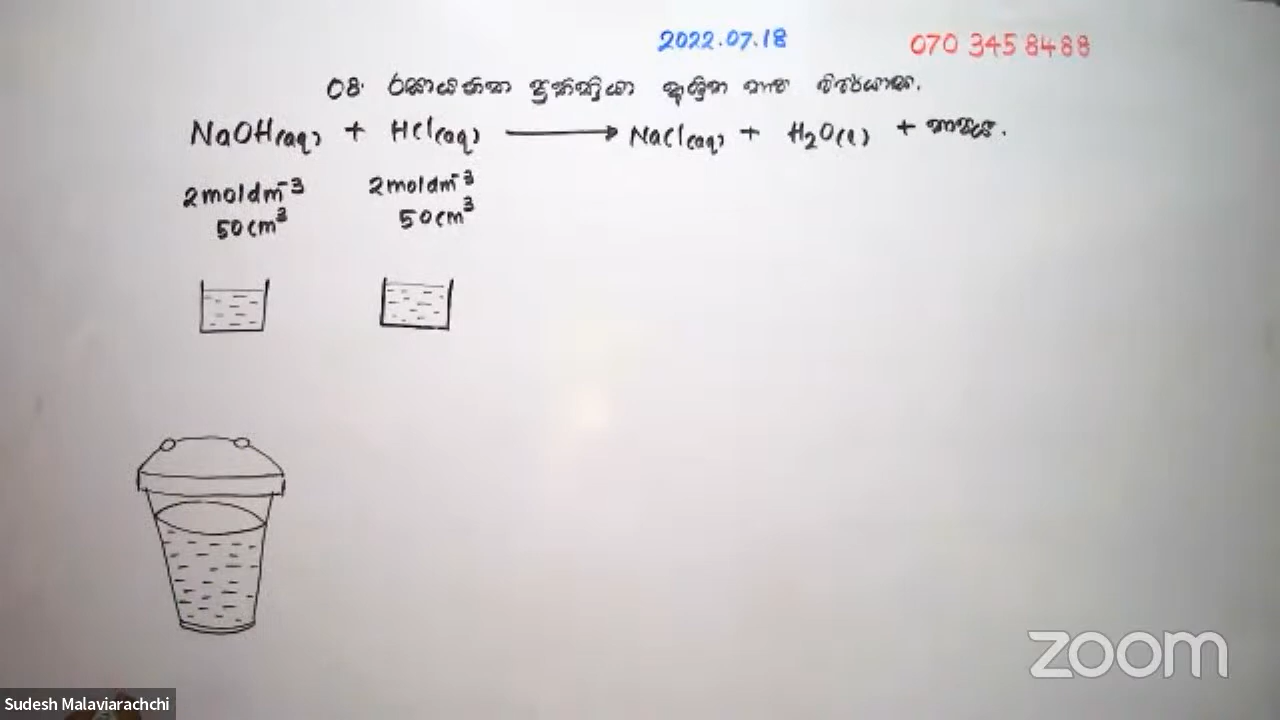 2022.07.18
070 345 8488
08. රසායනික ප්‍රතික්‍රියා ආශ්‍රිත තාප විපර්යාස.
NaOH(aq) + HCl(aq) ⟶ NaCl(aq) + H₂O(l) + තාපය.
2moldm⁻³ 2moldm⁻³
50cm³ 50cm³
zoom
Sudesh Malaviarachchi